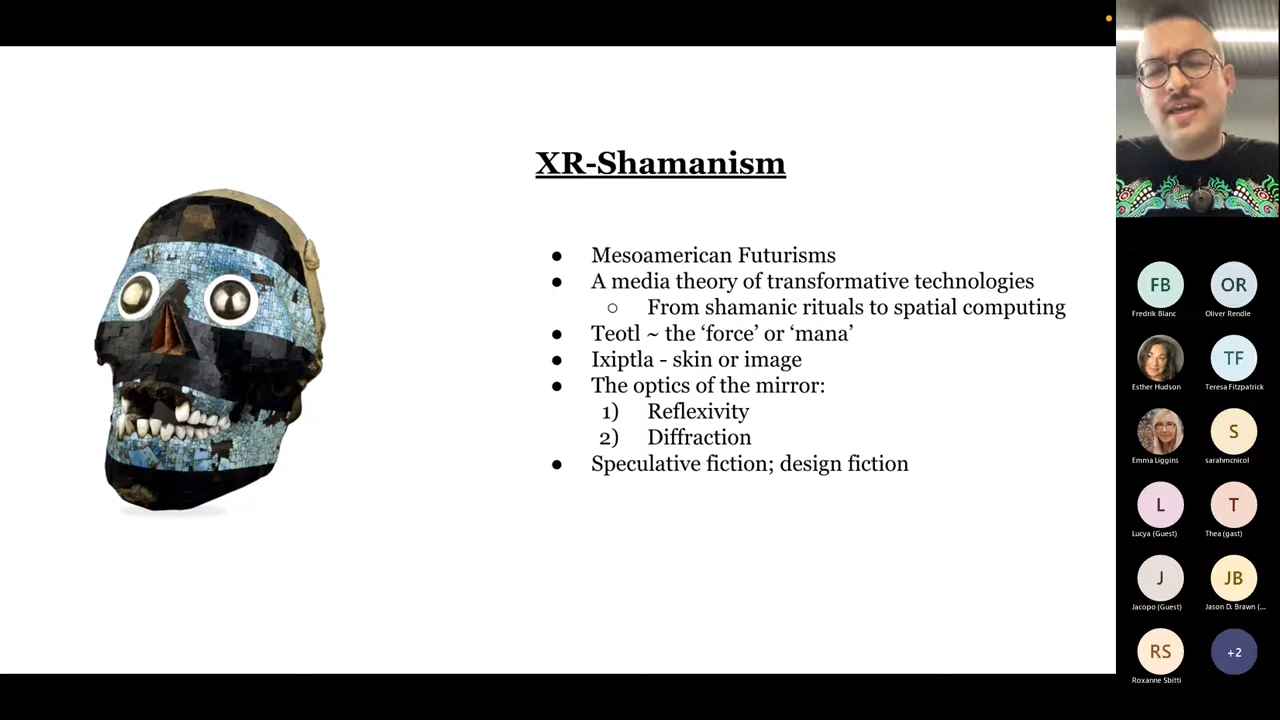 XR-Shamanism
● Mesoamerican Futurisms
● A media theory of transformative technologies
○ From shamanic rituals to spatial computing
● Teotl ~ the ‘force’ or ‘mana’
● Ixiptla - skin or image
● The optics of the mirror:
1) Reflexivity
2) Diffraction
● Speculative fiction; design fiction
FB
OR
Fredrik Blanc
Oliver Rendle
TF
Esther Hudson
Teresa Fitzpatrick
S
Emma Liggins
sarahmcnicol
L
T
Lucya (Guest)
Thea (gast)
J
JB
Jacopo (Guest)
Jason D. Brawn (...
RS
+2
Roxanne Sbitti